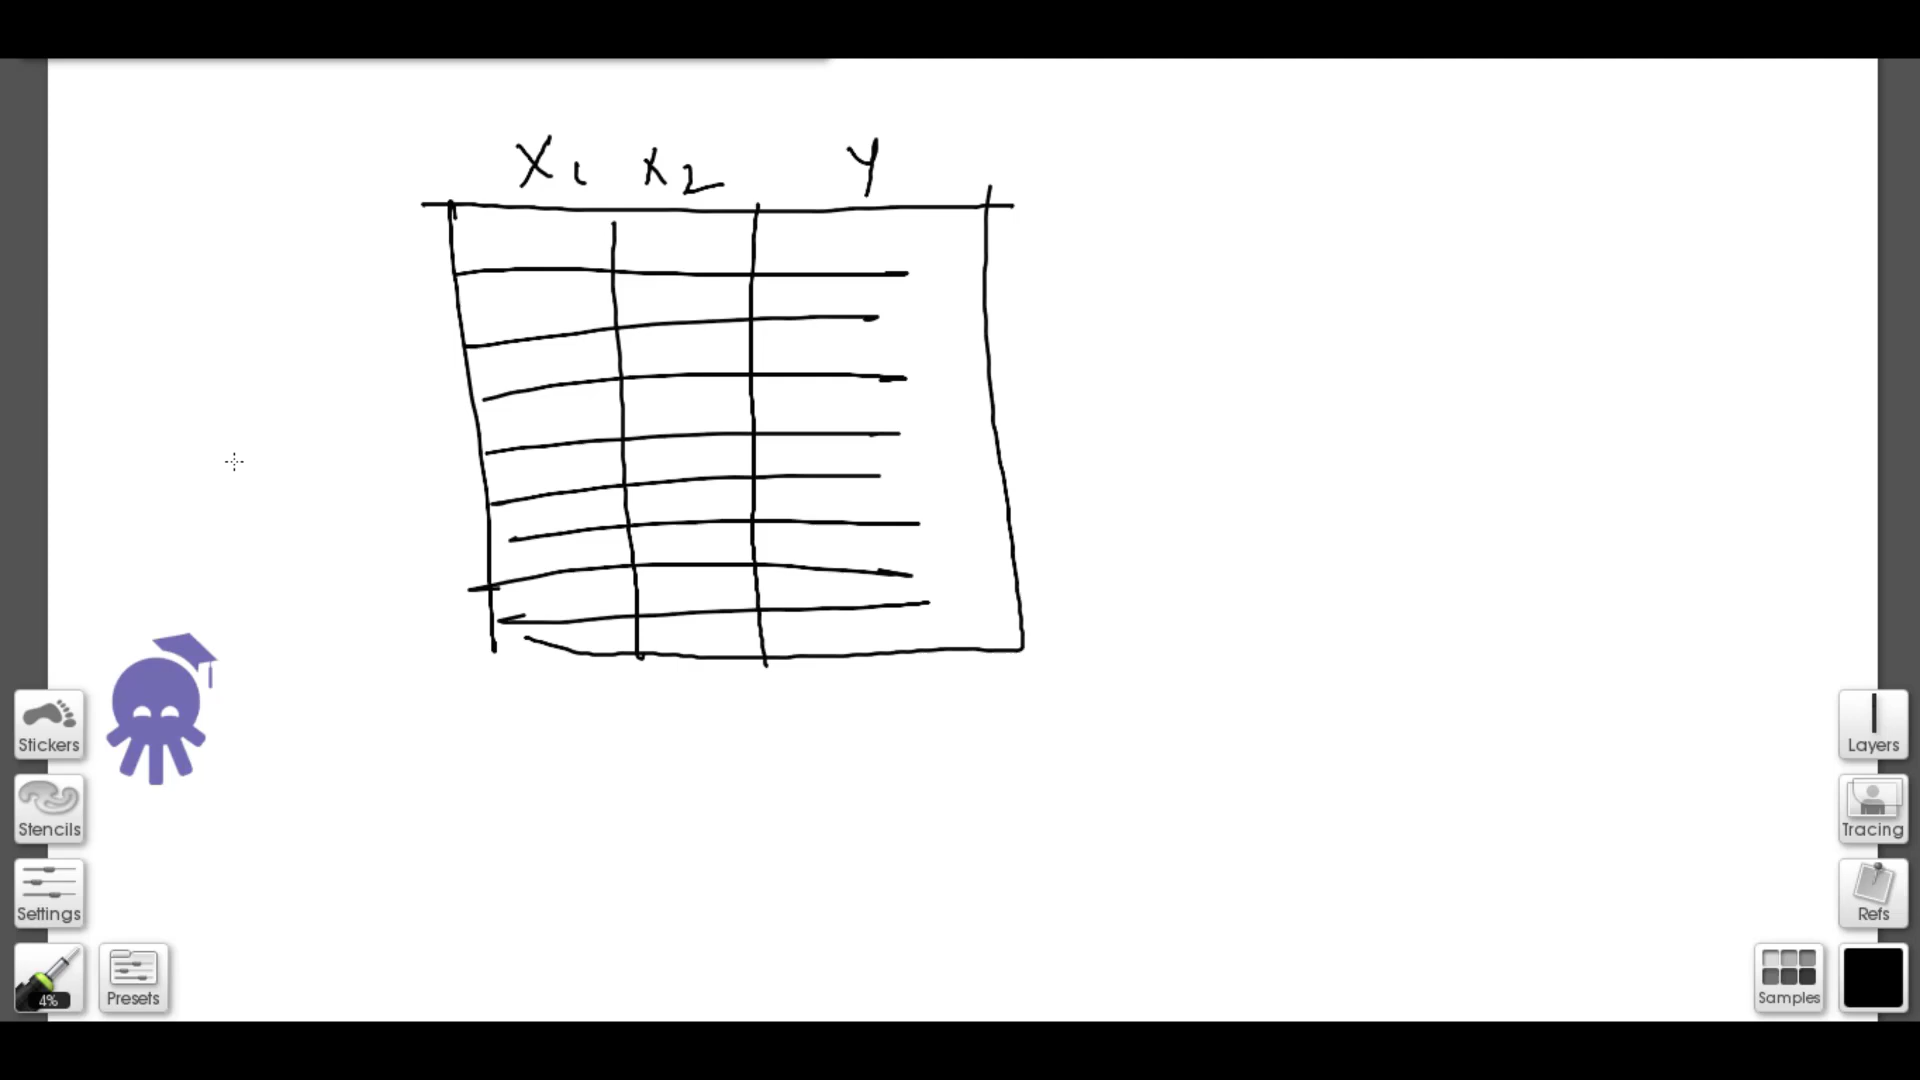 X1 X2 Y
Stickers
Layers
Stencils
Tracing
Settings
Refs
4%
Presets
Samples